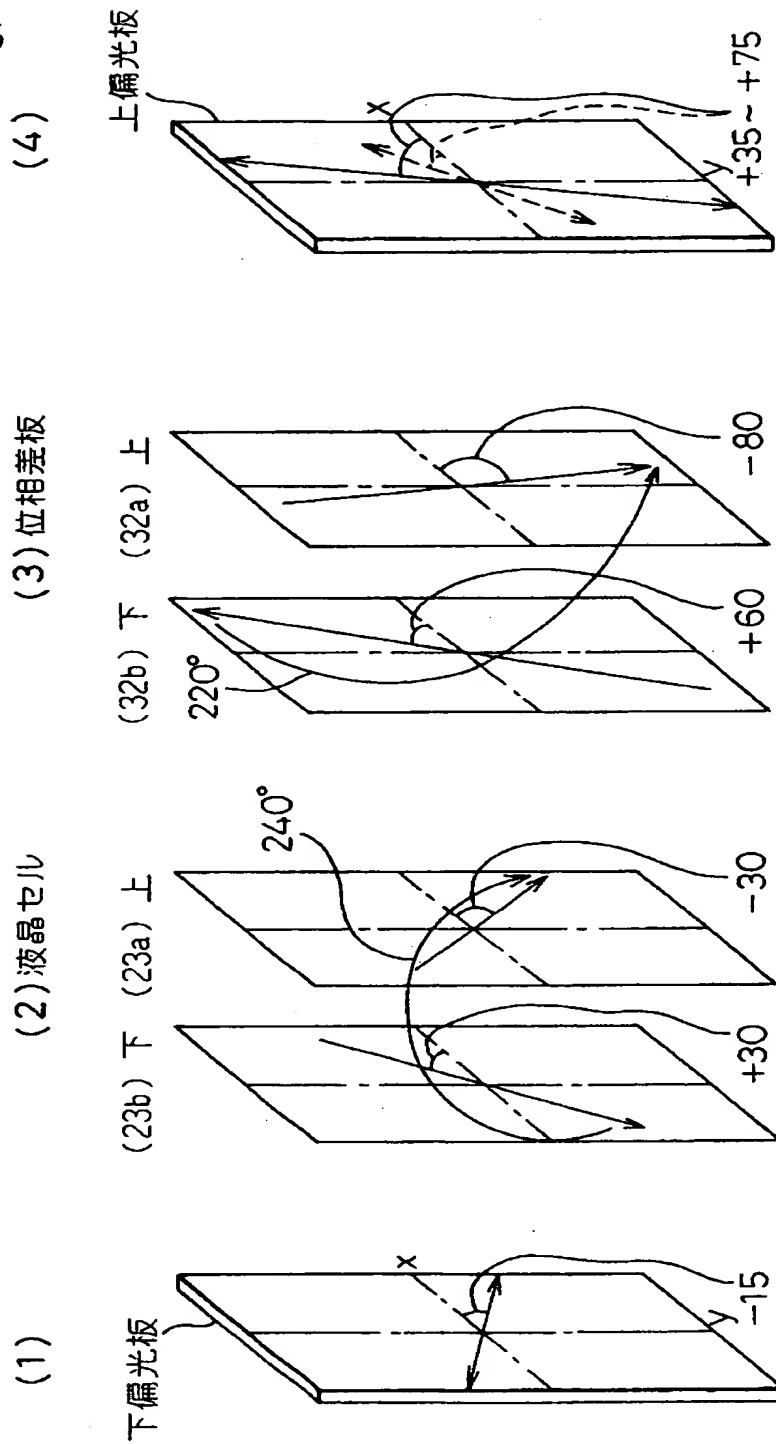 (1)
下偏光板
x
y
-15
(2)液晶セル
(23b) 下
(23a) 上
240°
+30
-30
(3)位相差板
(32b) 下
(32a) 上
220°
+60
-80
(4)
上偏光板
x
y
+35~+75